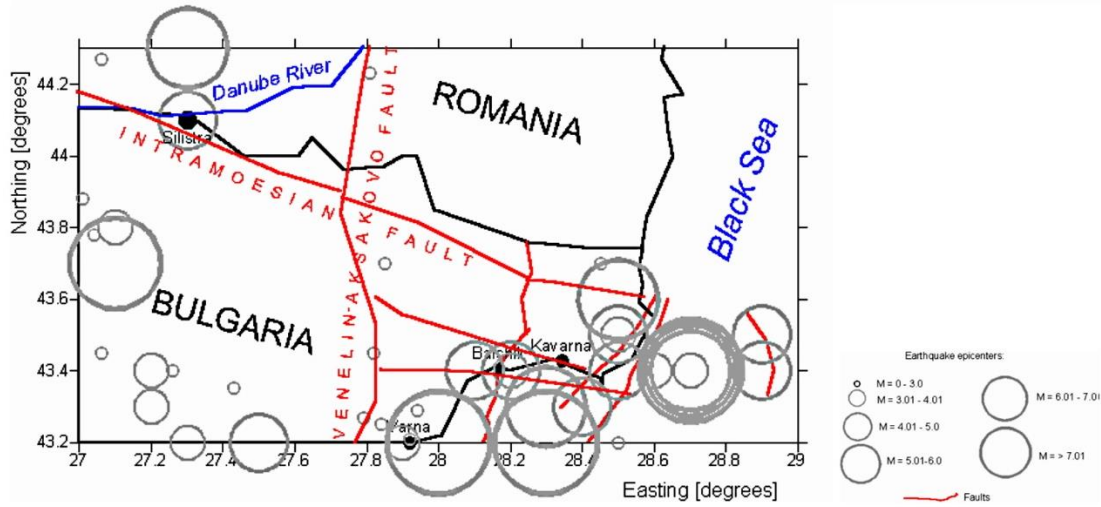 44.2
44
43.8
43.6
43.4
43.2
Northing [degrees]
27
27.2
27.4
27.6
27.8
28
28.2
28.4
28.6
28.8
29
Easting [degrees]
Danube River
ROMANIA
Black Sea
Silistra
INTRAMOESIAN FAULT
VENELIN-AKSAKOVO FAULT
BULGARIA
Kavarna
Varna
Earthquake epicenters:
M = 0 - 3.0
M = 3.01 - 4.01
M = 4.01 - 5.0
M = 5.01-6.0
M = 6.01 - 7.0
M = > 7.01
Faults